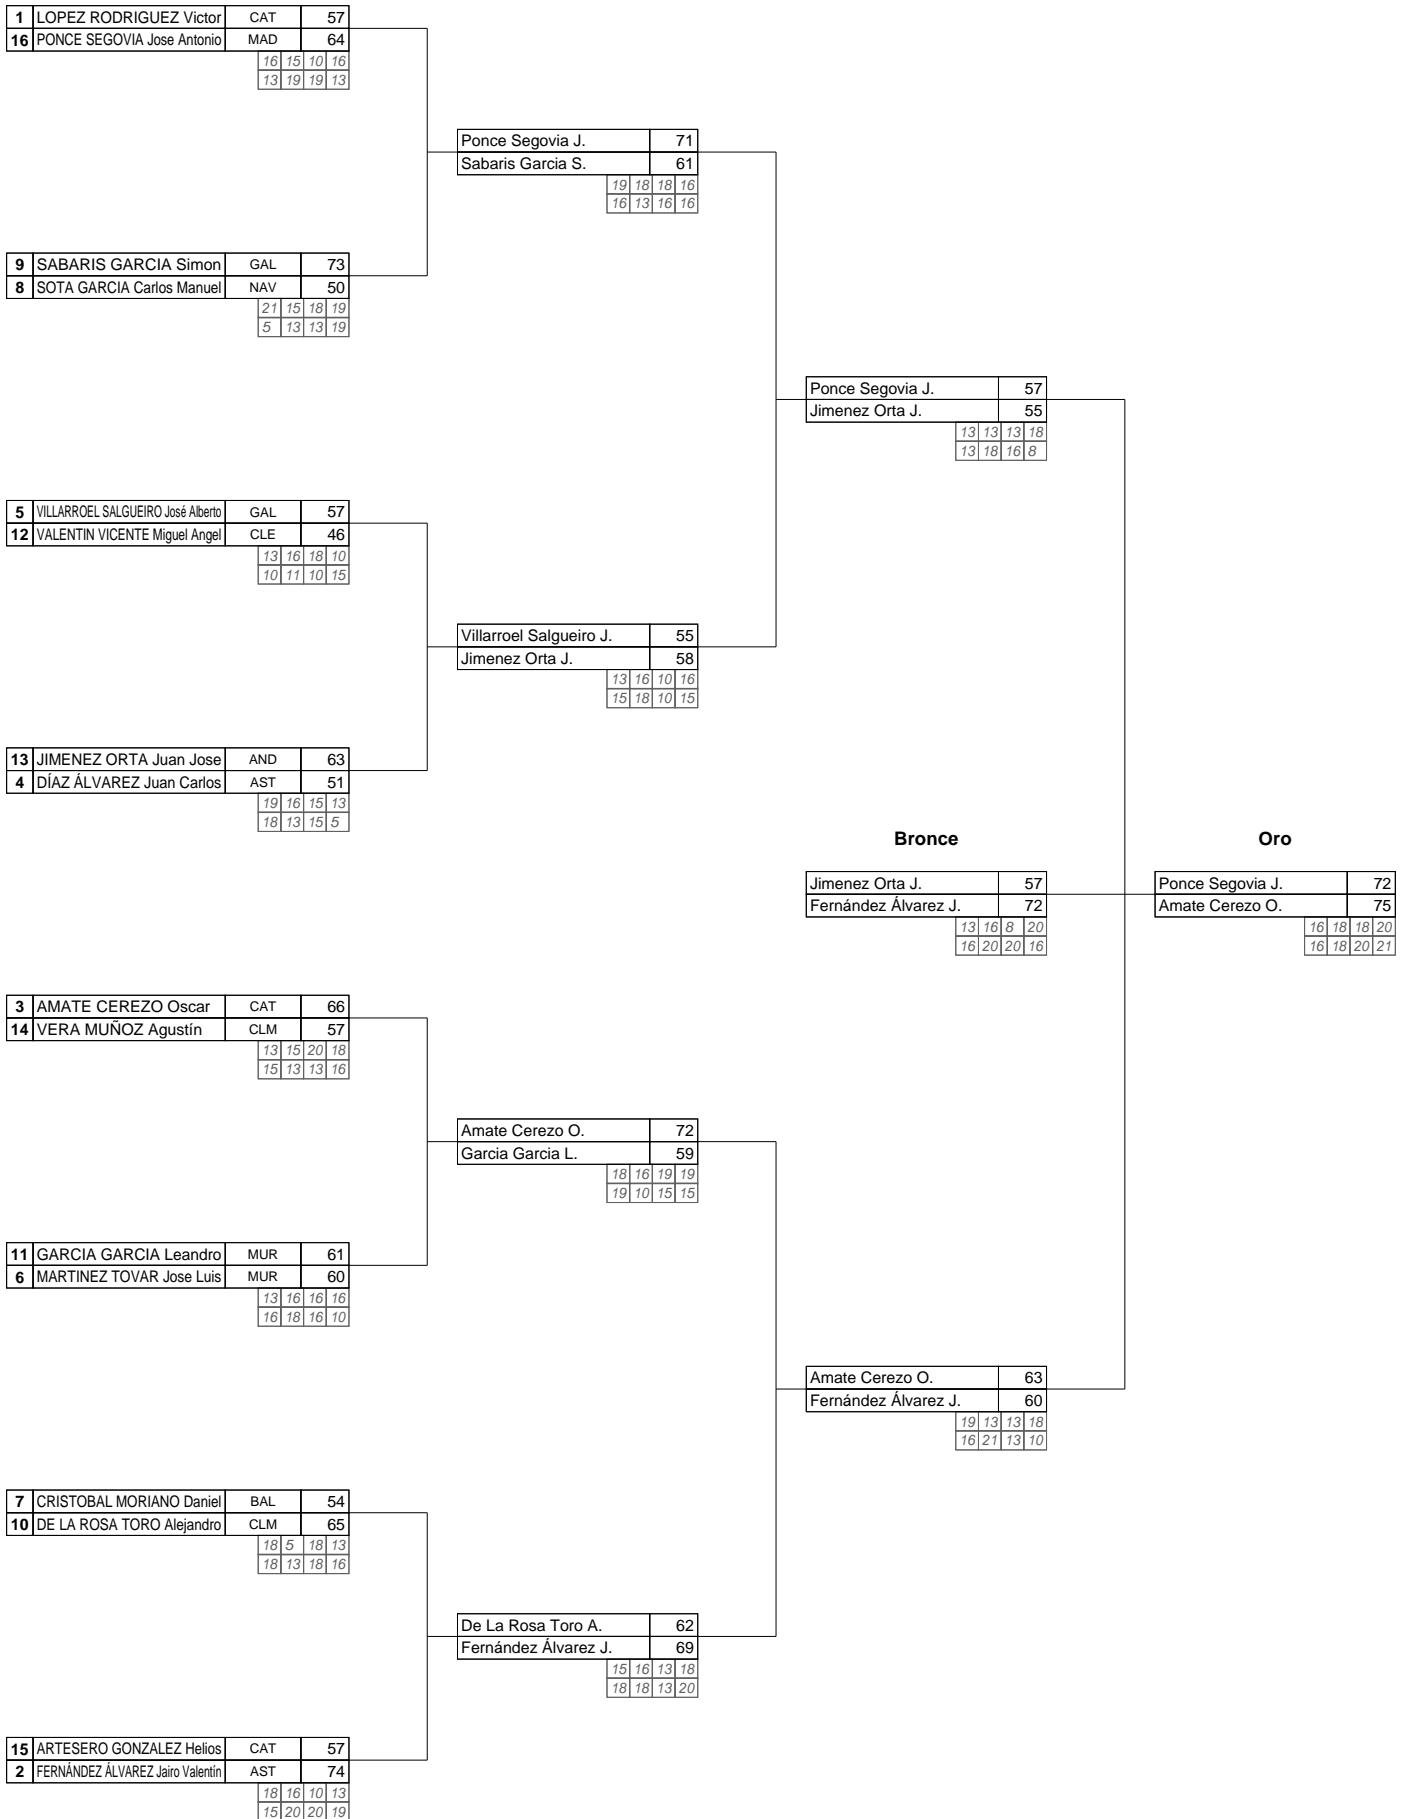 1 LOPEZ RODRIGUEZ Victor CAT 57
16 PONCE SEGOVIA Jose Antonio MAD 64
16 15 10 16
13 19 19 13
Ponce Segovia J. 71
Sabaris Garcia S. 61
19 18 18 16
16 13 16 16
9 SABARIS GARCIA Simon GAL 73
8 SOTA GARCIA Carlos Manuel NAV 50
21 15 18 19
5 13 13 19
Ponce Segovia J. 57
Jimenez Orta J. 55
13 13 13 18
13 18 16 8
5 VILLARROEL SALGUEIRO José Alberto GAL 57
12 VALENTIN VICENTE Miguel Angel CLE 46
13 16 18 10
10 11 10 15
Villarroel Salgueiro J. 55
Jimenez Orta J. 58
13 16 10 16
15 18 10 15
13 JIMENEZ ORTA Juan Jose AND 63
4 DÍAZ ÁLVAREZ Juan Carlos AST 51
19 16 15 13
18 13 15 5
Bronce Oro
Jimenez Orta J. 57 Ponce Segovia J. 72
Fernández Álvarez J. 72 Amate Cerezo O. 75
13 16 8 20 16 18 18 20
16 20 20 16 16 18 20 21
3 AMATE CEREZO Oscar CAT 66
14 VERA MUÑOZ Agustín CLM 57
13 15 20 18
15 13 13 16
Amate Cerezo O. 72
Garcia Garcia L. 59
18 16 19 19
19 10 15 15
11 GARCIA GARCIA Leandro MUR 61
6 MARTINEZ TOVAR Jose Luis MUR 60
13 16 16 16
16 18 16 10
Amate Cerezo O. 63
Fernández Álvarez J. 60
19 13 13 18
16 21 13 10
7 CRISTOBAL MORIANO Daniel BAL 54
10 DE LA ROSA TORO Alejandro CLM 65
18 5 18 13
18 13 18 16
De La Rosa Toro A. 62
Fernández Álvarez J. 69
15 16 13 18
18 18 13 20
15 ARTESERO GONZALEZ Helios CAT 57
2 FERNÁNDEZ ÁLVAREZ Jairo Valentín AST 74
18 16 10 13
15 20 20 19